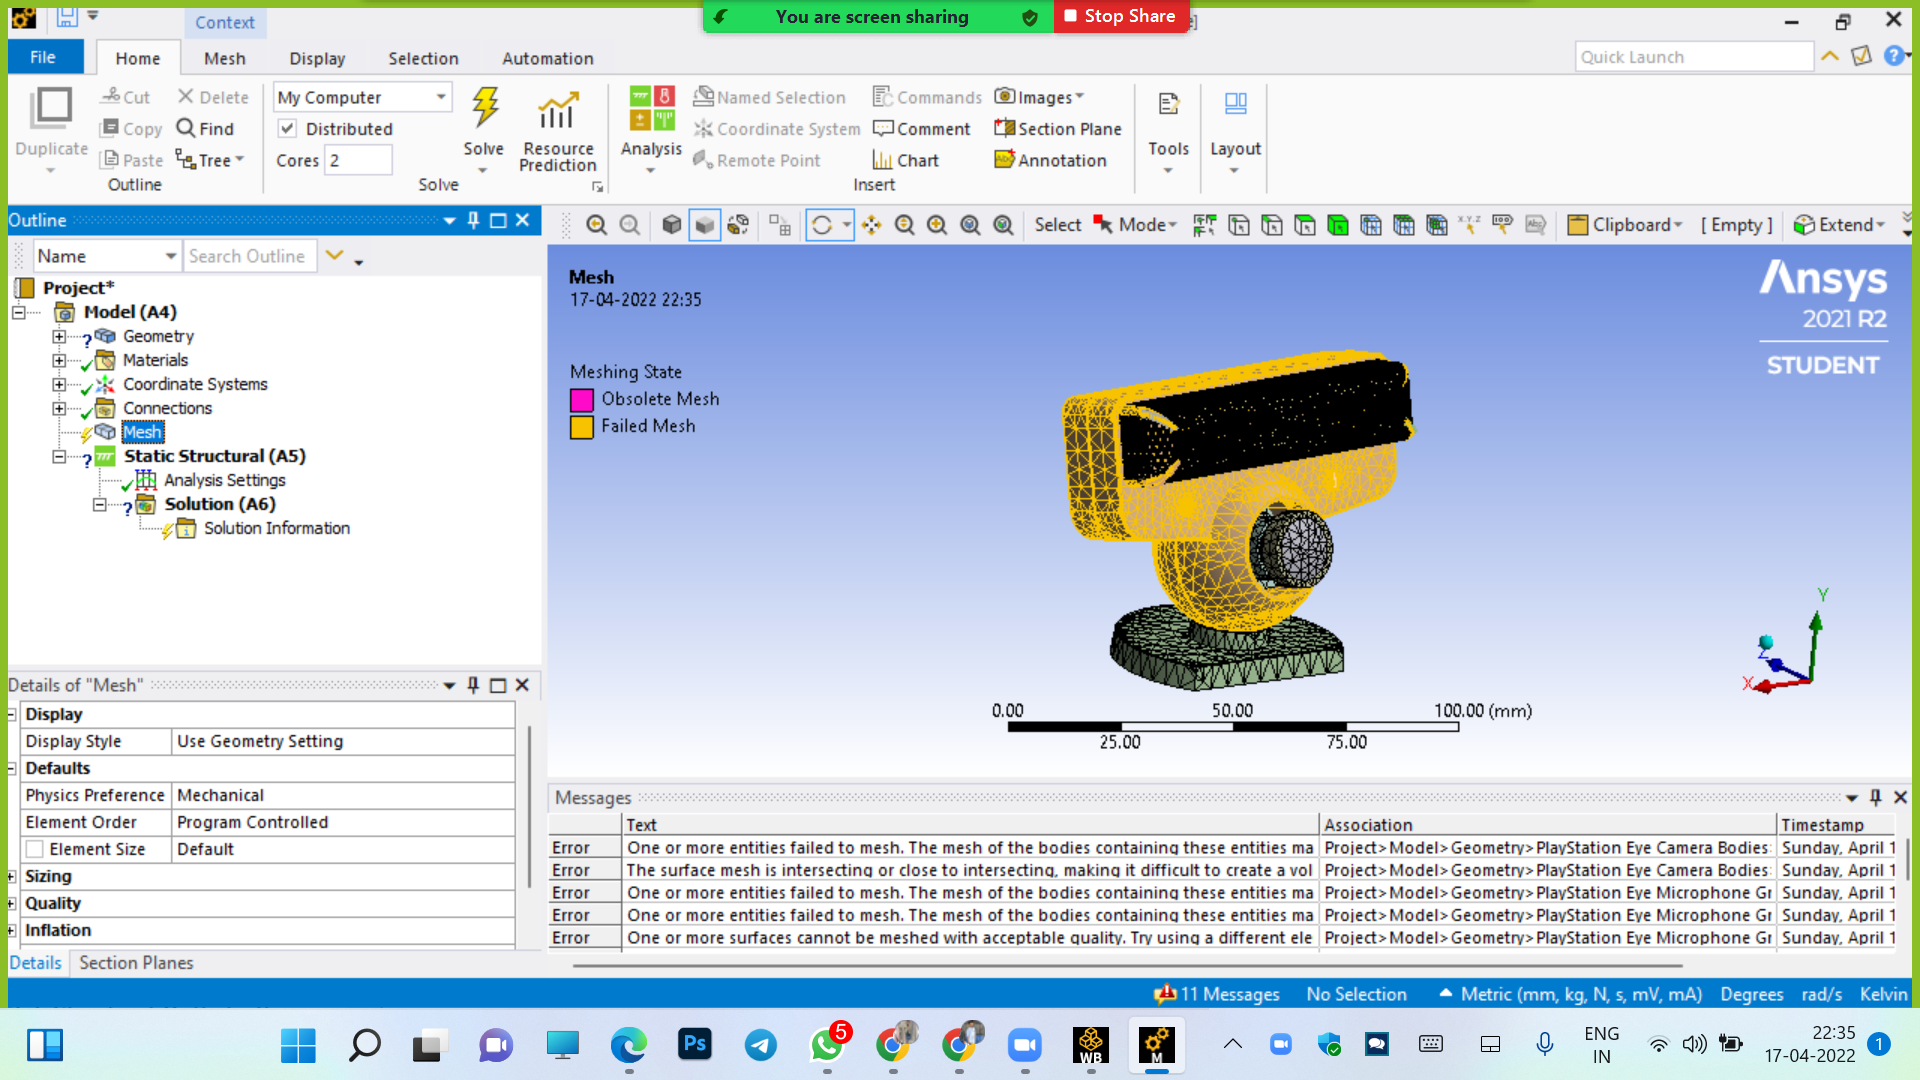 You are screen sharing
Stop Share
Context
File
Home
Mesh
Display
Selection
Automation
Quick Launch
Duplicate
Cut
Copy
Paste
Delete
Find
Tree
Outline
My Computer
Distributed
Cores 2
Solve
Resource Prediction
Solve
Analysis
Named Selection
Coordinate System
Remote Point
Commands
Comment
Chart
Images
Section Plane
Annotation
Insert
Tools
Layout
Outline
Name
Search Outline
Select
Mode
Clipboard
[ Empty ]
Extend
Project*
Model (A4)
Geometry
Materials
Coordinate Systems
Connections
Mesh
Static Structural (A5)
Analysis Settings
Solution (A6)
Solution Information
Mesh
17-04-2022 22:35
Meshing State
Obsolete Mesh
Failed Mesh
Ansys
2021 R2
STUDENT
Y
Z
X
0.00 50.00 100.00 (mm)
25.00 75.00
Details of "Mesh"
Display
Display Style Use Geometry Setting
Defaults
Physics Preference Mechanical
Element Order Program Controlled
Element Size Default
Sizing
Quality
Inflation
Details Section Planes
Messages
Text Association Timestamp
Error One or more entities failed to mesh. The mesh of the bodies containing these entities ma Project>Model>Geometry>PlayStation Eye Camera Bodies: Sunday, April 1
Error The surface mesh is intersecting or close to intersecting, making it difficult to create a vol Project>Model>Geometry>PlayStation Eye Camera Bodies: Sunday, April 1
Error One or more entities failed to mesh. The mesh of the bodies containing these entities ma Project>Model>Geometry>PlayStation Eye Microphone Gr Sunday, April 1
Error One or more entities failed to mesh. The mesh of the bodies containing these entities ma Project>Model>Geometry>PlayStation Eye Microphone Gr Sunday, April 1
Error One or more surfaces cannot be meshed with acceptable quality. Try using a different ele Project>Model>Geometry>PlayStation Eye Microphone Gr Sunday, April 1
11 Messages No Selection Metric (mm, kg, N, s, mV, mA) Degrees rad/s Kelvin
Ps
5
WB
M
ENG
IN
22:35
17-04-2022
1